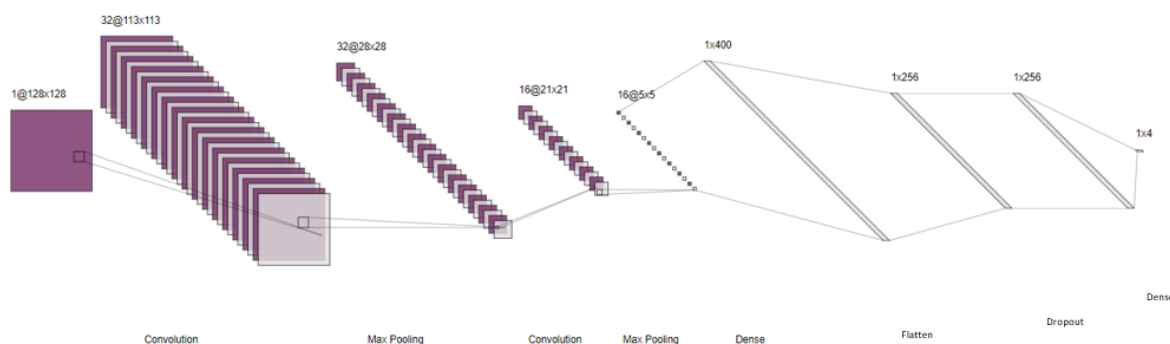 32@113x113
32@28x28
1x400
1x256
1x256
1@128x128
16@21x21
16@5x5
1x4
Dense
Dropout
Flatten
Convolution
Max Pooling
Convolution
Max Pooling
Dense